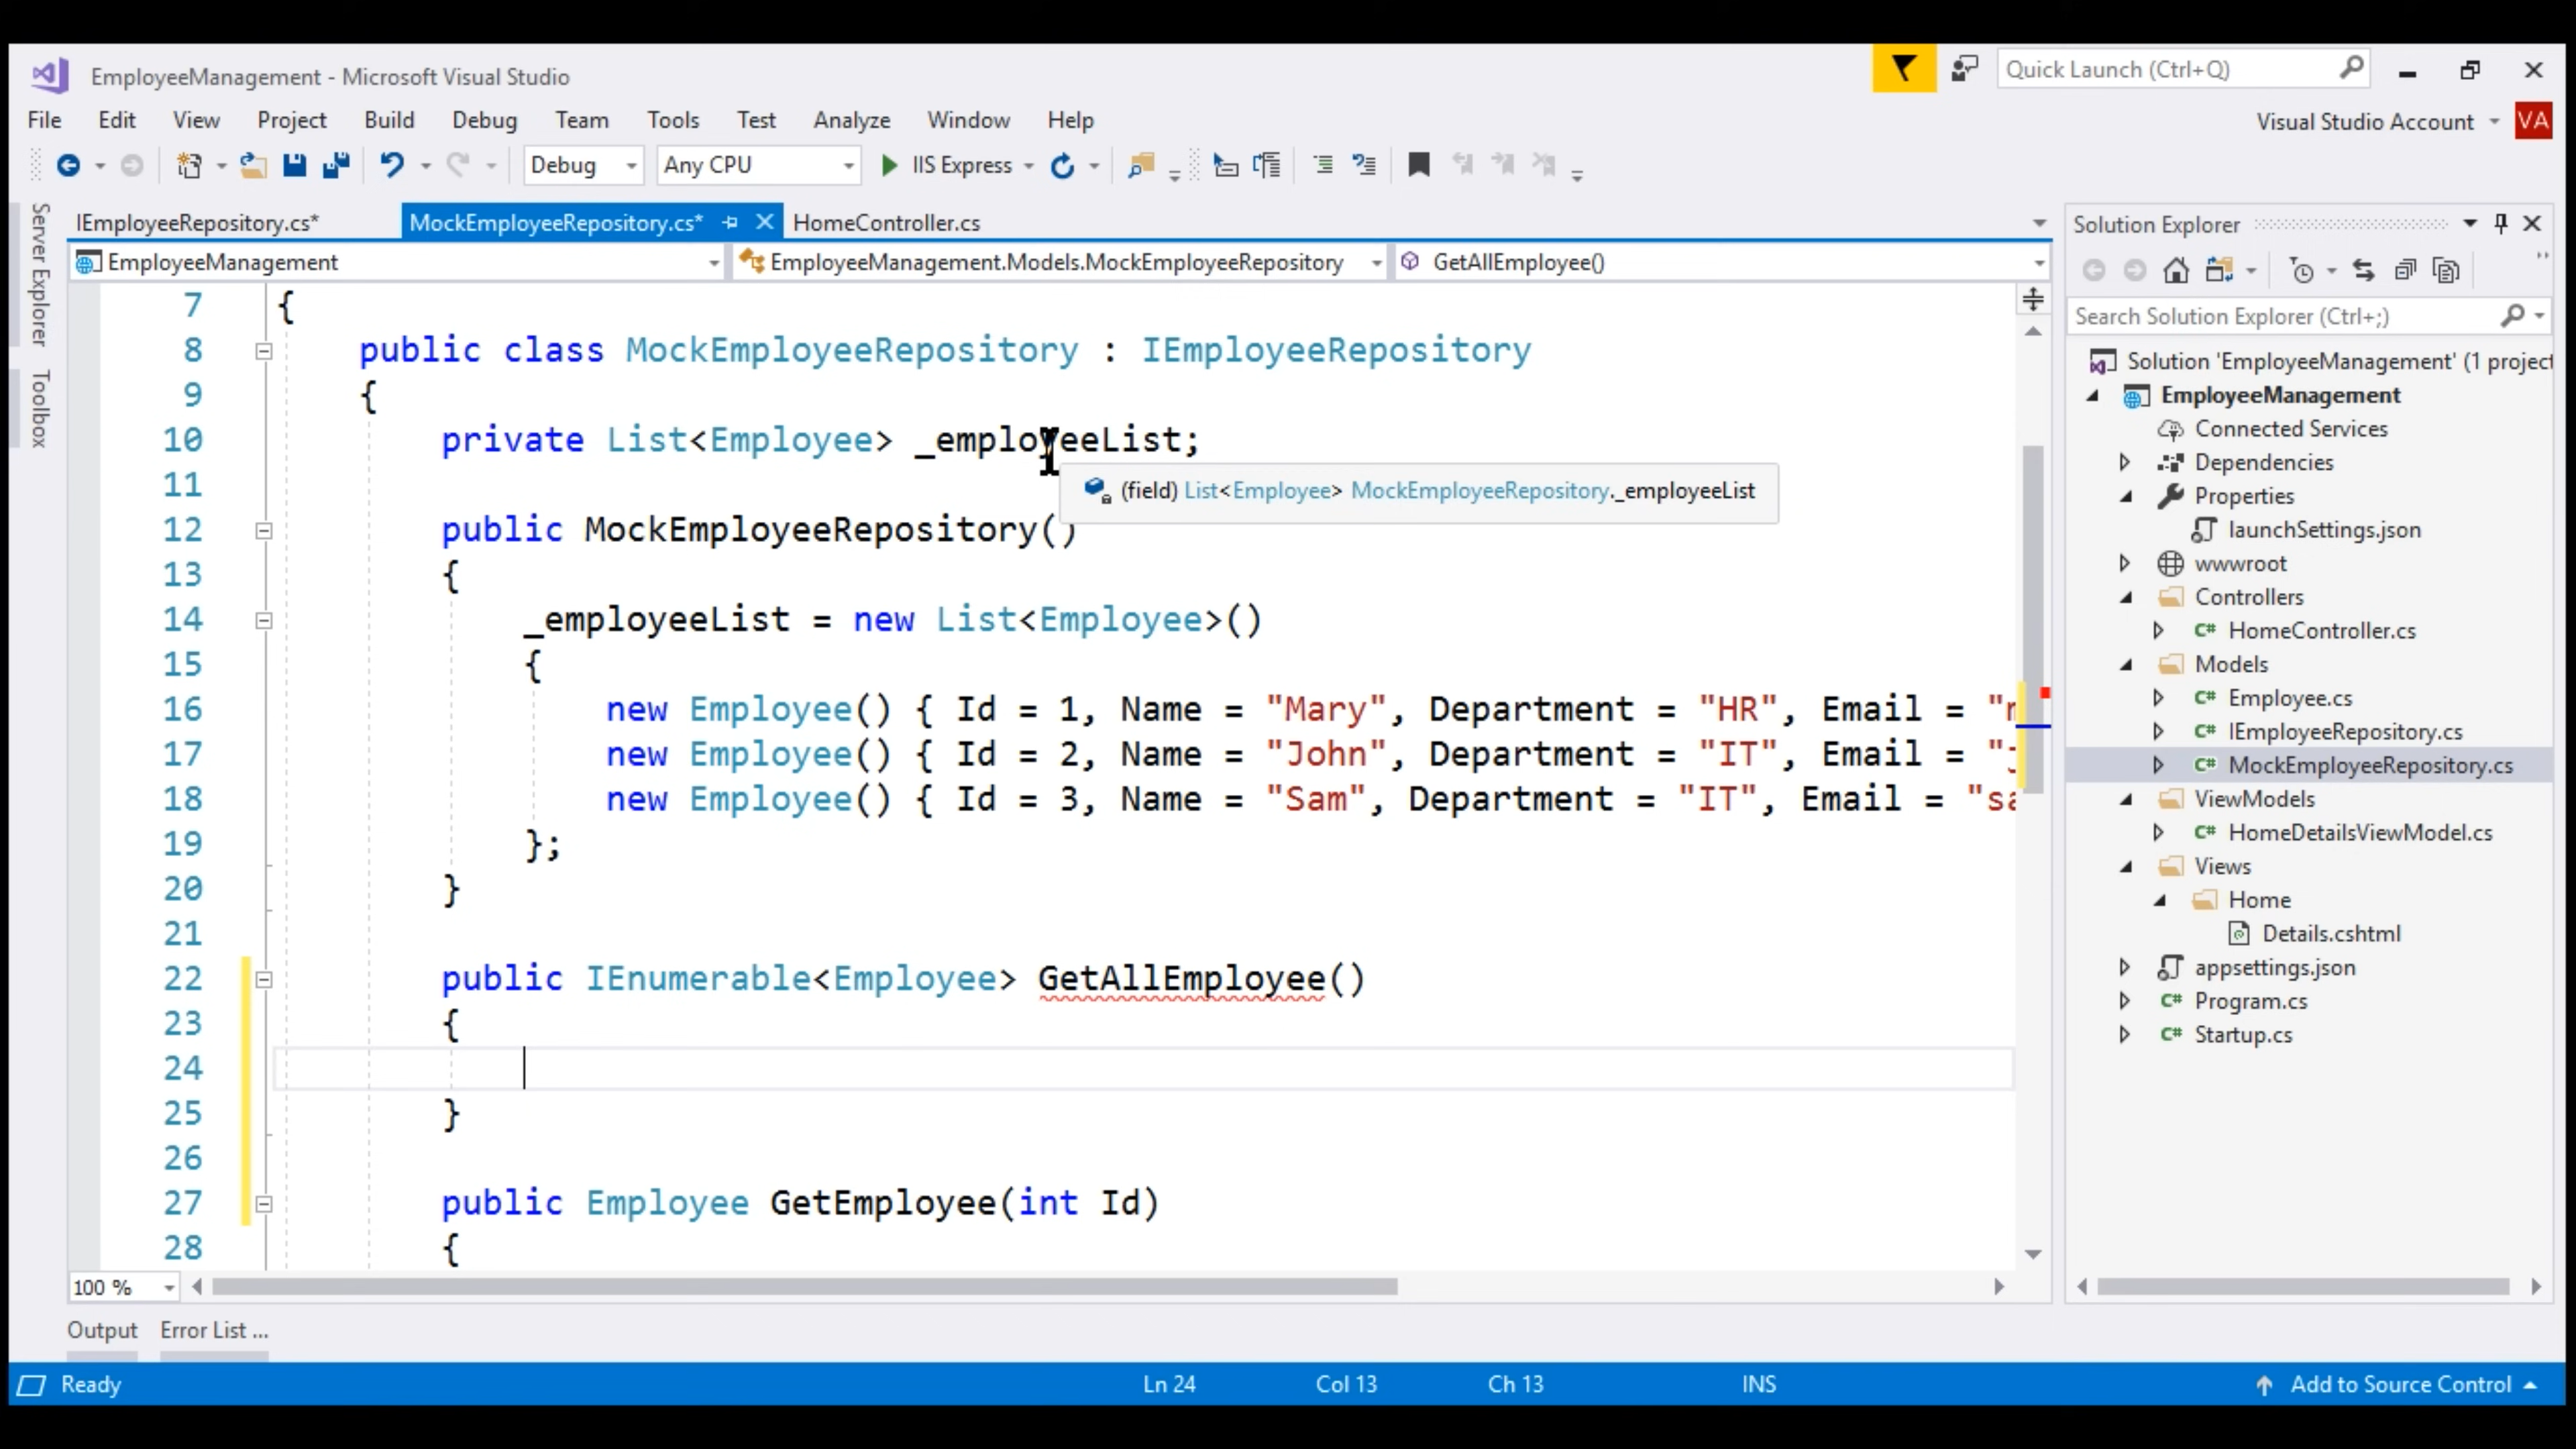 EmployeeManagement - Microsoft Visual Studio
Quick Launch (Ctrl+Q)
File Edit View Project Build Debug Team Tools Test Analyze Window Help
Visual Studio Account VA
Debug Any CPU IIS Express
Server Explorer
Toolbox
IEmployeeRepository.cs* MockEmployeeRepository.cs* HomeController.cs
EmployeeManagement EmployeeManagement.Models.MockEmployeeRepository GetAllEmployee()
7 {
8 public class MockEmployeeRepository : IEmployeeRepository
9 {
10 private List<Employee> _employeeList;
11
(field) List<Employee> MockEmployeeRepository._employeeList
12 public MockEmployeeRepository()
13 {
14 _employeeList = new List<Employee>()
15 {
16 new Employee() { Id = 1, Name = "Mary", Department = "HR", Email = "
17 new Employee() { Id = 2, Name = "John", Department = "IT", Email = "
18 new Employee() { Id = 3, Name = "Sam", Department = "IT", Email = "sa
19 };
20 }
21
22 public IEnumerable<Employee> GetAllEmployee()
23 {
24
25 }
26
27 public Employee GetEmployee(int Id)
28 {
100 %
Solution Explorer
Search Solution Explorer (Ctrl+;)
Solution 'EmployeeManagement' (1 project
EmployeeManagement
Connected Services
Dependencies
Properties
launchSettings.json
wwwroot
Controllers
C# HomeController.cs
Models
C# Employee.cs
C# IEmployeeRepository.cs
C# MockEmployeeRepository.cs
ViewModels
C# HomeDetailsViewModel.cs
Views
Home
Details.cshtml
appsettings.json
C# Program.cs
C# Startup.cs
Output Error List ...
Ready Ln 24 Col 13 Ch 13 INS Add to Source Control